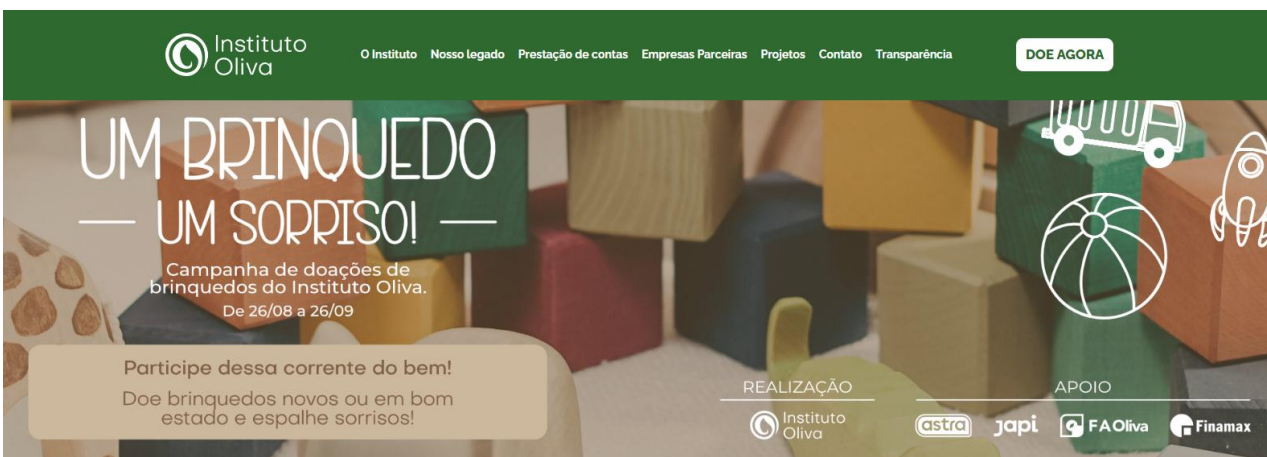 Instituto
Oliva
O Instituto Nosso legado Prestação de contas Empresas Parceiras Projetos Contato Transparência
DOE AGORA
UM BRINQUEDO
UM SORRISO!
Campanha de doações de
brinquedos do Instituto Oliva.
De 26/08 a 26/09
Participe dessa corrente do bem!
Doe brinquedos novos ou em bom
estado e espalhe sorrisos!
REALIZAÇÃO
Instituto
Oliva
APOIO
astra japi FAOliva Finamax